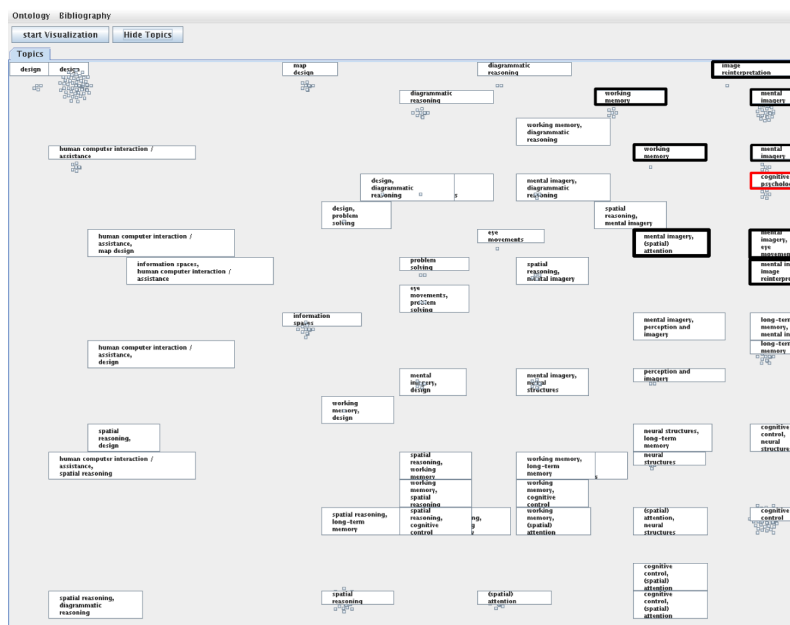 Ontology Bibliography
start Visualization Hide Topics
Topics
design
design
map
design
diagrammatic
reasoning
image
reinterpretation
diagrammatic
reasoning
working
memory
mental
imagery
working memory,
diagrammatic
reasoning
human computer interaction /
assistance
working
memory
mental
imagery
design,
diagrammatic
reasoning
mental imagery,
diagrammatic
reasoning
cognitive
design,
problem
solving
spatial
reasoning,
mental imagery
human computer interaction /
assistance,
map design
eye
movements
mental imagery,
(spatial)
attention
mental
imagery,
eye
information spaces,
human computer interaction /
assistance
problem
solving
spatial
reasoning,
mental imagery
image
eye
movements,
problem
solving
information
spaces
mental imagery,
perception and
imagery
long-term
memory,
human computer interaction /
assistance,
design
long-term
memory
mental
imagery,
design
mental imagery,
neural
structures
perception and
imagery
working
memory,
design
spatial
reasoning,
design
neural structures,
long-term
memory
cognitive
control,
neural
structures
human computer interaction /
assistance,
spatial reasoning
spatial
reasoning,
working
memory
working memory,
long-term
memory
neural
structures
working
memory,
spatial
reasoning
working
memory,
cognitive
control
spatial reasoning,
long-term
memory
spatial
reasoning,
cognitive
control
working
memory,
(spatial)
attention
(spatial)
attention,
neural
structures
cognitive
control
cognitive
control,
(spatial)
attention
spatial reasoning,
diagrammatic
reasoning
spatial
reasoning
(spatial)
attention
cognitive
control,
(spatial)
attention